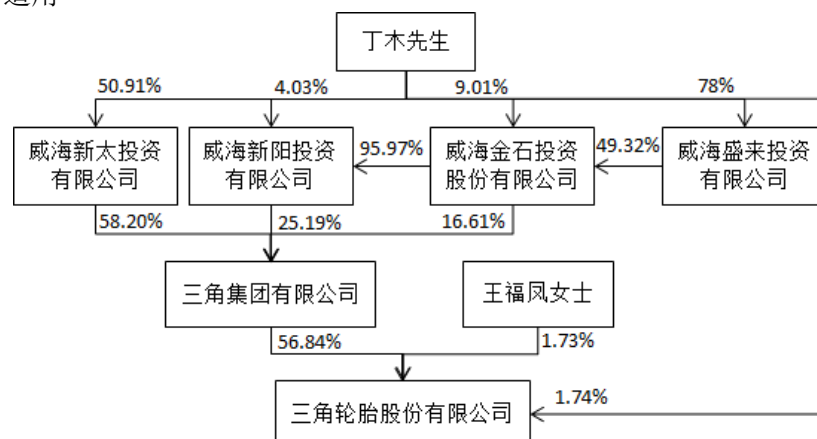 丁木先生
50.91%
4.03%
9.01%
78%
威海新太投资
有限公司
威海新阳投资
有限公司
95.97%
威海金石投资
股份有限公司
49.32%
威海盛来投资
有限公司
58.20%
25.19%
16.61%
三角集团有限公司
王福凤女士
56.84%
1.73%
三角轮胎股份有限公司
1.74%